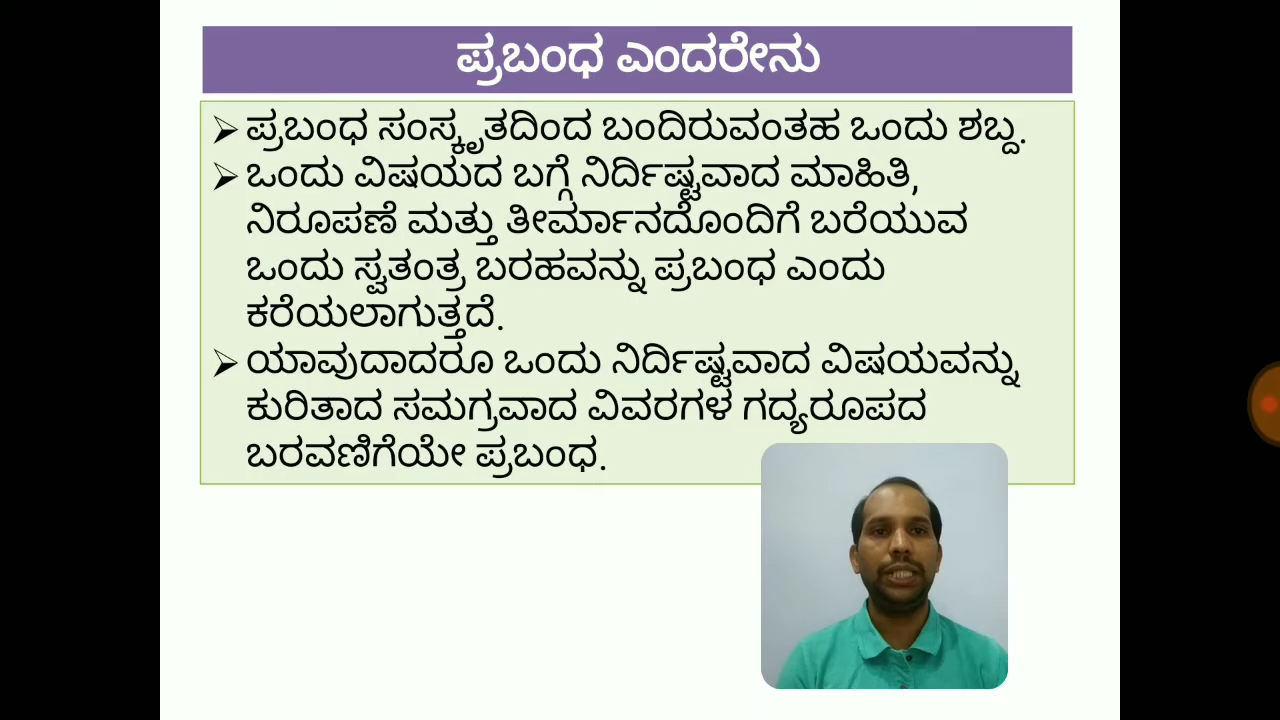 ಪ್ರಬಂಧ ಎಂದರೇನು
➢ಪ್ರಬಂಧ ಸಂಸ್ಕೃತದಿಂದ ಬಂದಿರುವಂತಹ ಒಂದು ಶಬ್ದ.
➢ಒಂದು ವಿಷಯದ ಬಗ್ಗೆ ನಿರ್ದಿಷ್ಟವಾದ ಮಾಹಿತಿ,
ನಿರೂಪಣೆ ಮತ್ತು ತೀರ್ಮಾನದೊಂದಿಗೆ ಬರೆಯುವ
ಒಂದು ಸ್ವತಂತ್ರ ಬರಹವನ್ನು ಪ್ರಬಂಧ ಎಂದು
ಕರೆಯಲಾಗುತ್ತದೆ.
➢ಯಾವುದಾದರೂ ಒಂದು ನಿರ್ದಿಷ್ಟವಾದ ವಿಷಯವನ್ನು
ಕುರಿತಾದ ಸಮಗ್ರವಾದ ವಿವರಗಳ ಗದ್ಯರೂಪದ
ಬರವಣಿಗೆಯೇ ಪ್ರಬಂಧ.